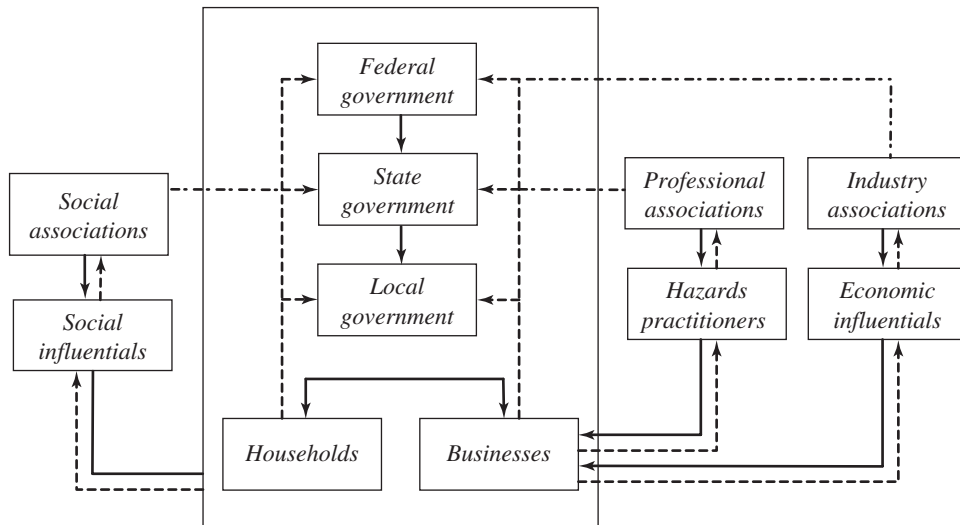 Federal
government
State
government
Local
government
Social
associations
Social
influentials
Professional
associations
Industry
associations
Hazards
practitioners
Economic
influentials
Households
Businesses